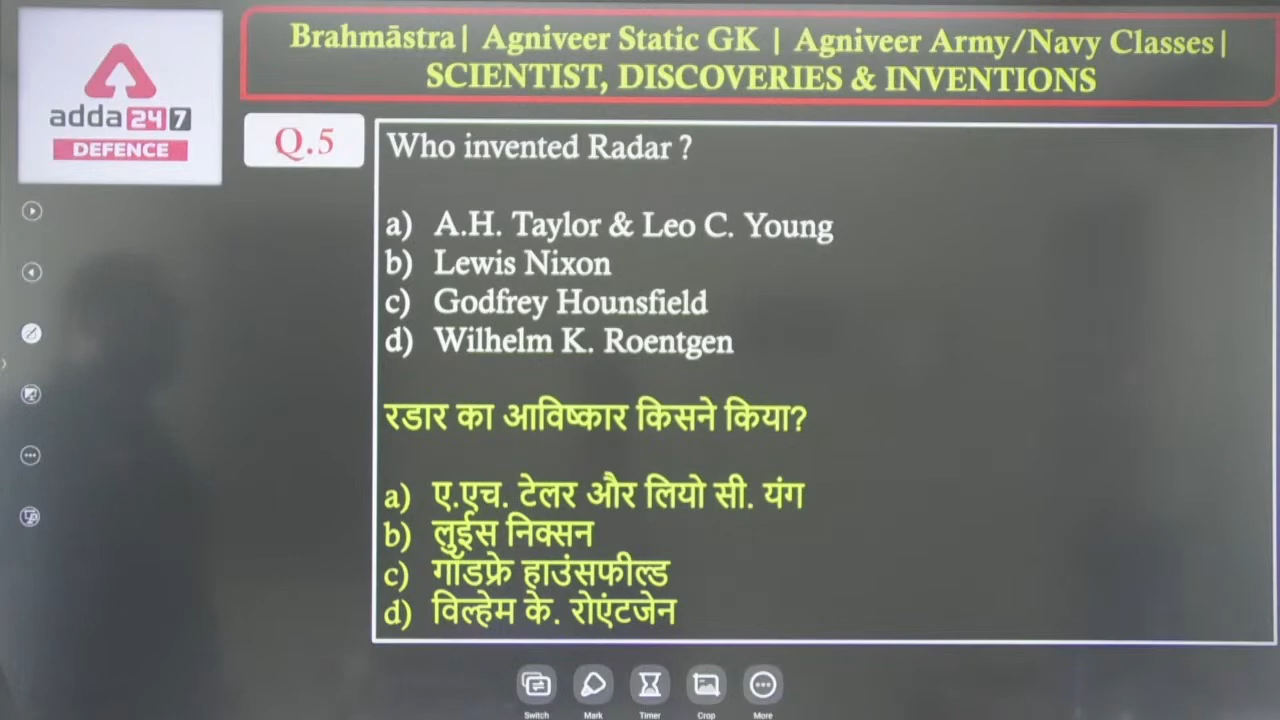 Brahmāstra| Agniveer Static GK | Agniveer Army/Navy Classes|
SCIENTIST, DISCOVERIES & INVENTIONS
adda247
DEFENCE
Q.5
Who invented Radar ?
a) A.H. Taylor & Leo C. Young
b) Lewis Nixon
c) Godfrey Hounsfield
d) Wilhelm K. Roentgen
रडार का आविष्कार किसने किया?
a) ए.एच. टेलर और लियो सी. यंग
b) लुईस निक्सन
c) गॉडफ्रे हाउंसफील्ड
d) विल्हेम के. रोएंटजेन
Switch Mark Timer Crop More